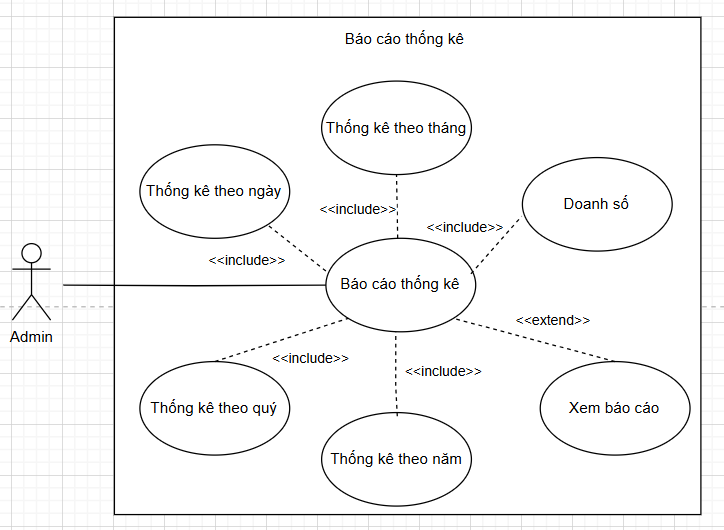 Báo cáo thống kê
Thống kê theo tháng
Thống kê theo ngày
Doanh số
<<include>>
<<include>>
<<include>>
Báo cáo thống kê
Admin
<<extend>>
<<include>>
<<include>>
Thống kê theo quý
Xem báo cáo
Thống kê theo năm